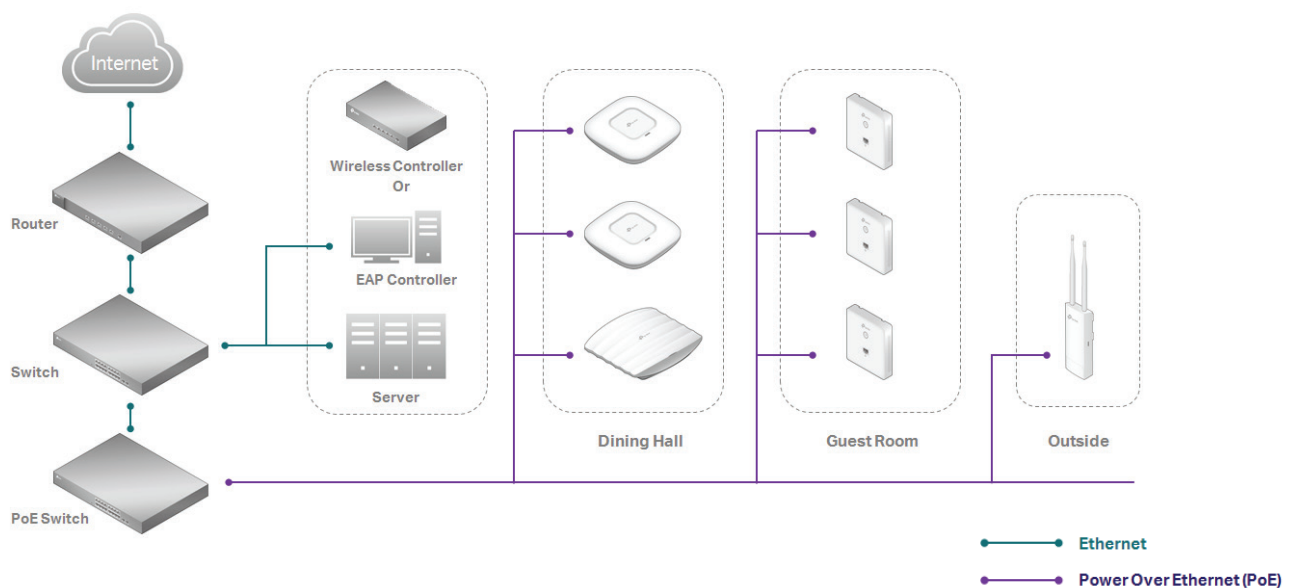 Internet
Router
Switch
PoE Switch
Wireless Controller
Or
EAP Controller
Server
Dining Hall
Guest Room
Outside
Ethernet
Power Over Ethernet (PoE)